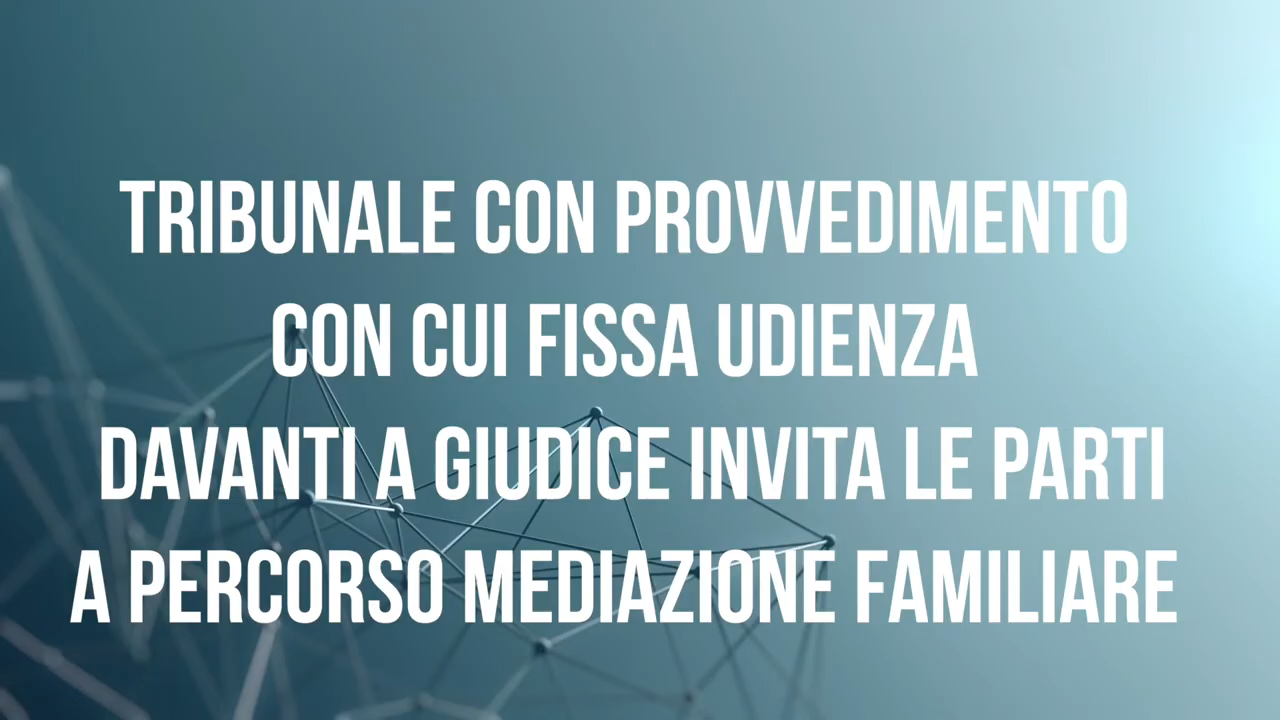 TRIBUNALE CON PROVVEDIMENTO
CON CUI FISSA UDIENZA
DAVANTI A GIUDICE INVITA LE PARTI
A PERCORSO MEDIAZIONE FAMILIARE